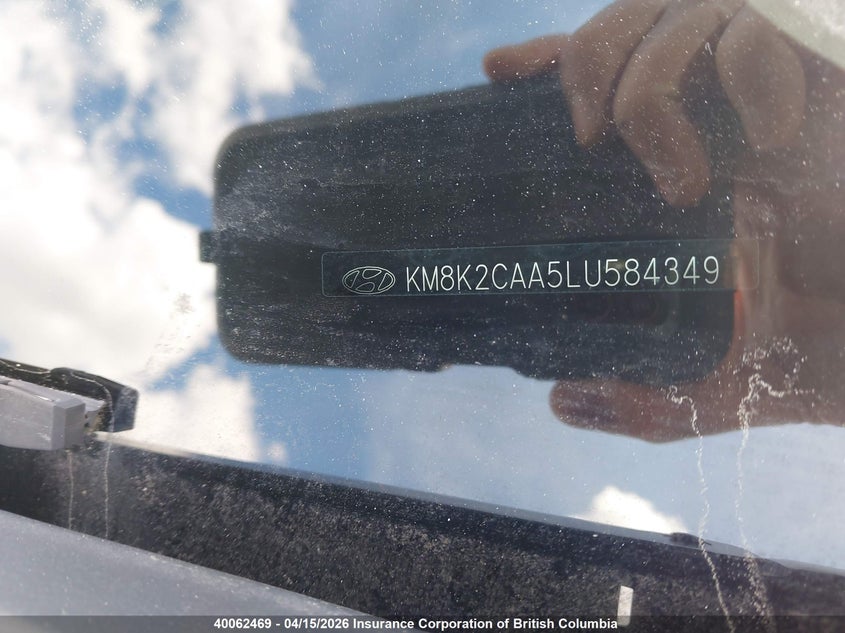 KM8K2CAA5LU584349
40062469 - 04/15/2026 Insurance Corporation of British Columbia